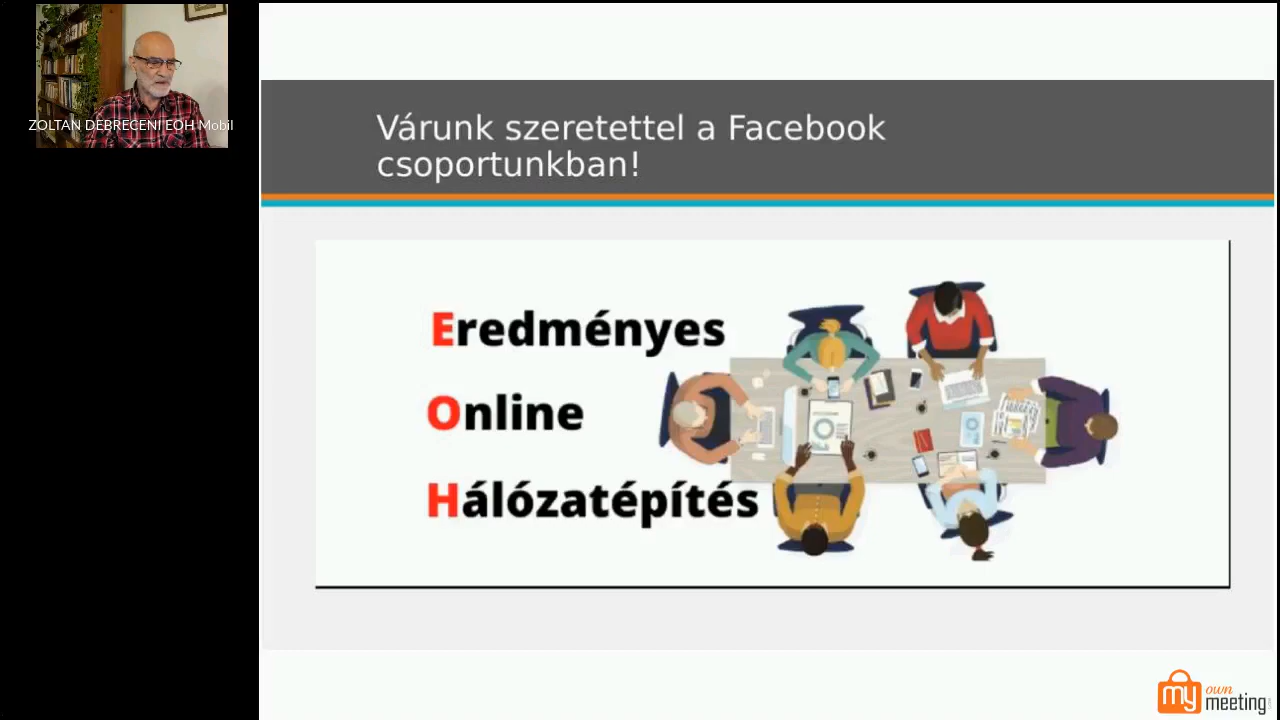 ZOLTAN DEBRECENI EOH Mobil
Várunk szeretettel a Facebook
csoportunkban!
Eredményes
Online
Hálózatépítés
my own meeting